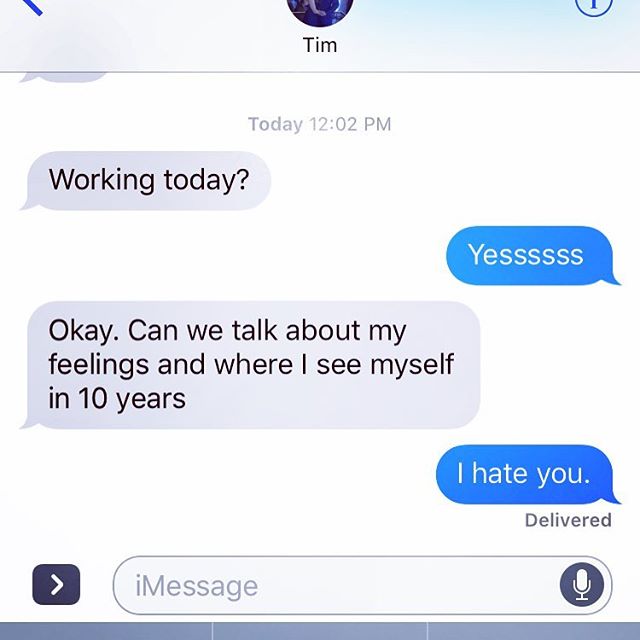 Tim
Today 12:02 PM
Working today?
Yessssss
Okay. Can we talk about my
feelings and where I see myself
in 10 years
I hate you.
Delivered
iMessage